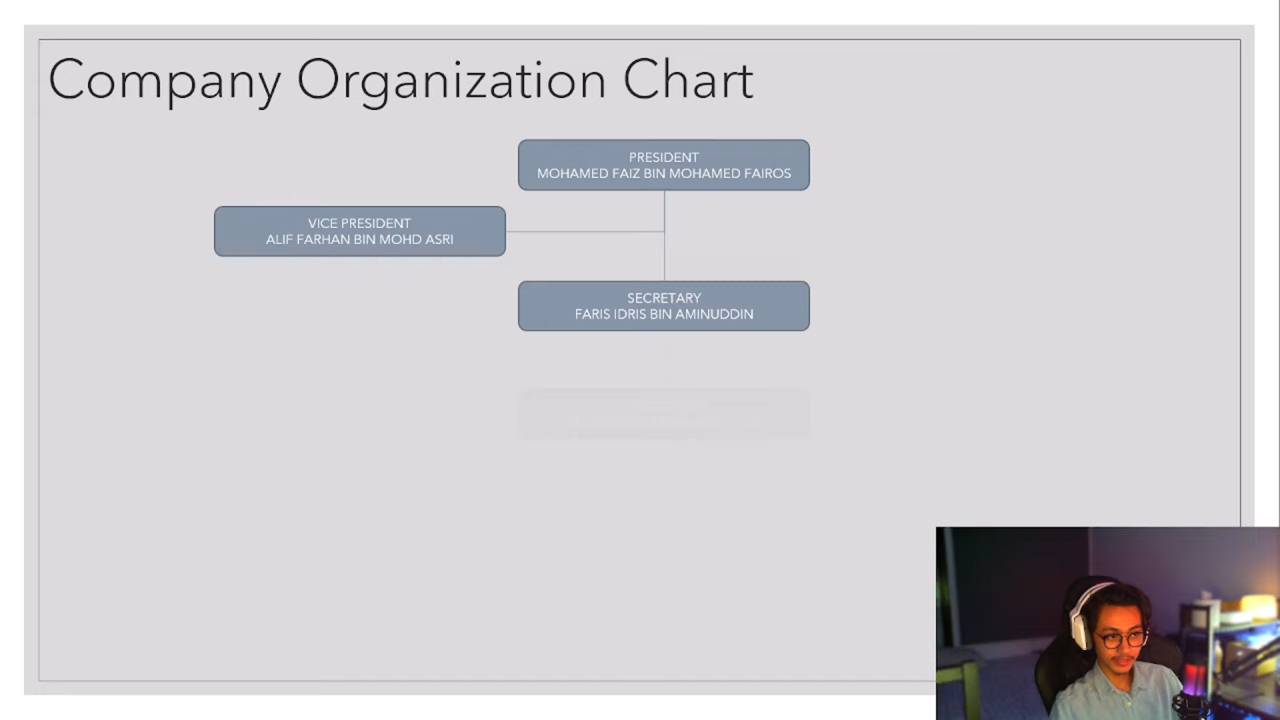 Company Organization Chart
PRESIDENT
MOHAMED FAIZ BIN MOHAMED FAIROS
VICE PRESIDENT
ALIF FARHAN BIN MOHD ASRI
SECRETARY
FARIS IDRIS BIN AMINUDDIN